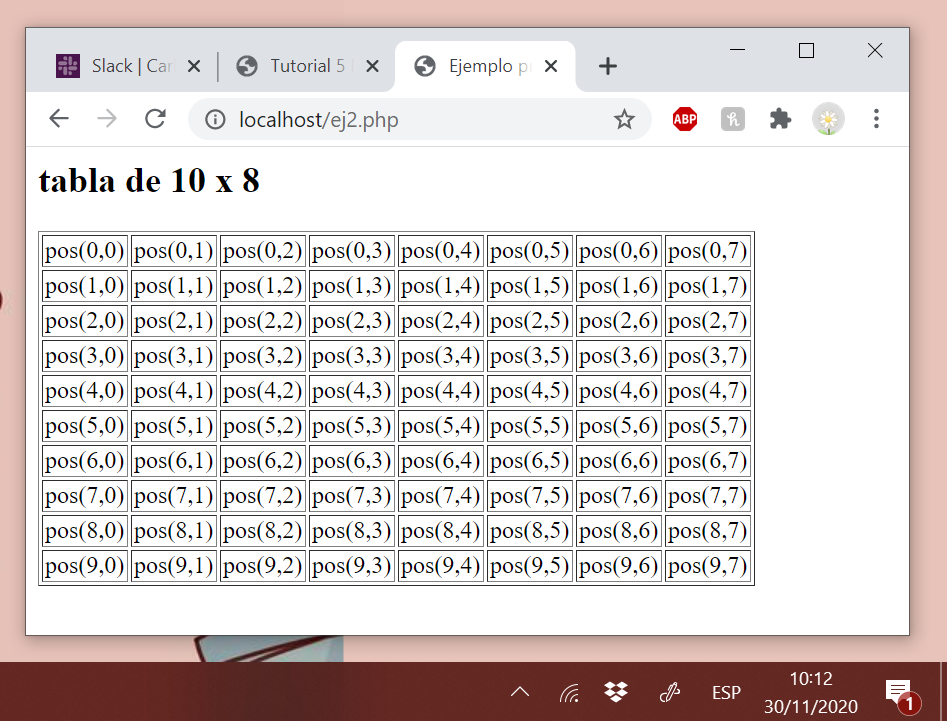 Slack | Car Tutorial 5 Ejemplo p
localhost/ej2.php ABP h
tabla de 10 x 8
pos(0,0) pos(0,1) pos(0,2) pos(0,3) pos(0,4) pos(0,5) pos(0,6) pos(0,7)
pos(1,0) pos(1,1) pos(1,2) pos(1,3) pos(1,4) pos(1,5) pos(1,6) pos(1,7)
pos(2,0) pos(2,1) pos(2,2) pos(2,3) pos(2,4) pos(2,5) pos(2,6) pos(2,7)
pos(3,0) pos(3,1) pos(3,2) pos(3,3) pos(3,4) pos(3,5) pos(3,6) pos(3,7)
pos(4,0) pos(4,1) pos(4,2) pos(4,3) pos(4,4) pos(4,5) pos(4,6) pos(4,7)
pos(5,0) pos(5,1) pos(5,2) pos(5,3) pos(5,4) pos(5,5) pos(5,6) pos(5,7)
pos(6,0) pos(6,1) pos(6,2) pos(6,3) pos(6,4) pos(6,5) pos(6,6) pos(6,7)
pos(7,0) pos(7,1) pos(7,2) pos(7,3) pos(7,4) pos(7,5) pos(7,6) pos(7,7)
pos(8,0) pos(8,1) pos(8,2) pos(8,3) pos(8,4) pos(8,5) pos(8,6) pos(8,7)
pos(9,0) pos(9,1) pos(9,2) pos(9,3) pos(9,4) pos(9,5) pos(9,6) pos(9,7)
10:12
ESP
30/11/2020
1